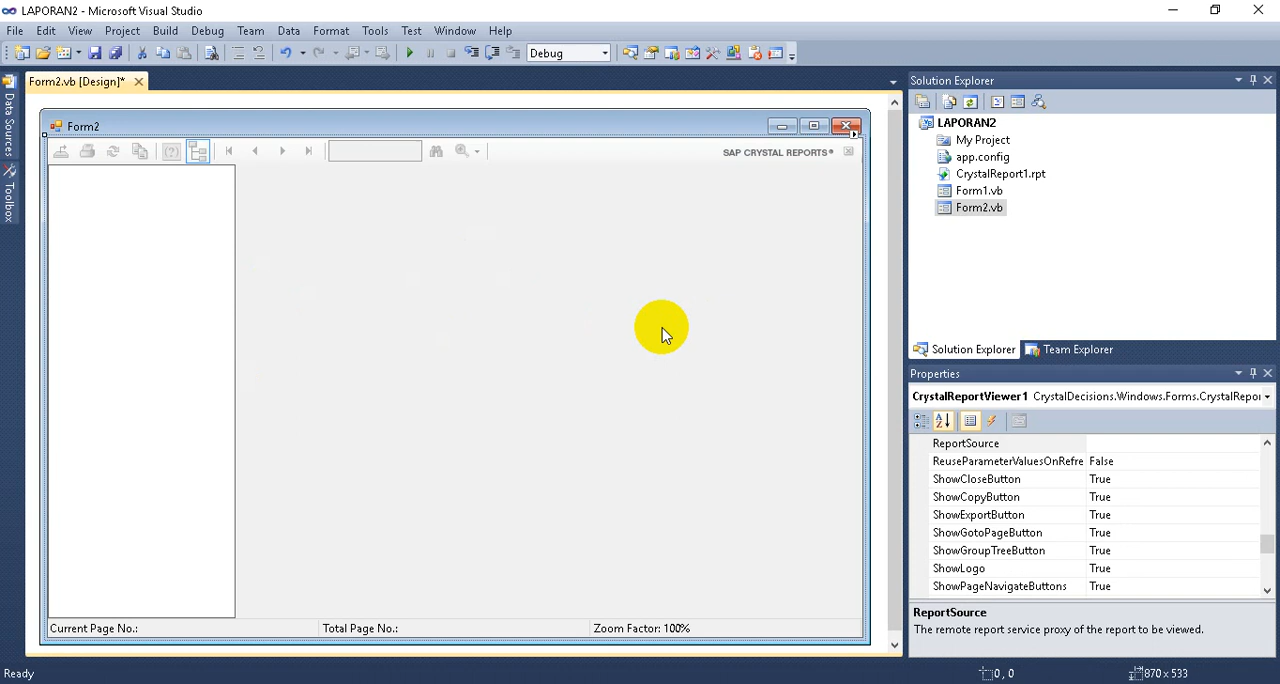 LAPORAN2 - Microsoft Visual Studio
File Edit View Project Build Debug Team Data Format Tools Test Window Help
Debug
Data Sources
Toolbox
Form2.vb [Design]*
Form2
SAP CRYSTAL REPORTS®
Current Page No.: Total Page No.: Zoom Factor: 100%
Solution Explorer
LAPORAN2
My Project
app.config
CrystalReport1.rpt
Form1.vb
Form2.vb
Solution Explorer Team Explorer
Properties
CrystalReportViewer1 CrystalDecisions.Windows.Forms.CrystalRepor
ReportSource
ReuseParameterValuesOnRefre False
ShowCloseButton True
ShowCopyButton True
ShowExportButton True
ShowGotoPageButton True
ShowGroupTreeButton True
ShowLogo True
ShowPageNavigateButtons True
ReportSource
The remote report service proxy of the report to be viewed.
Ready 0, 0 870 x 533